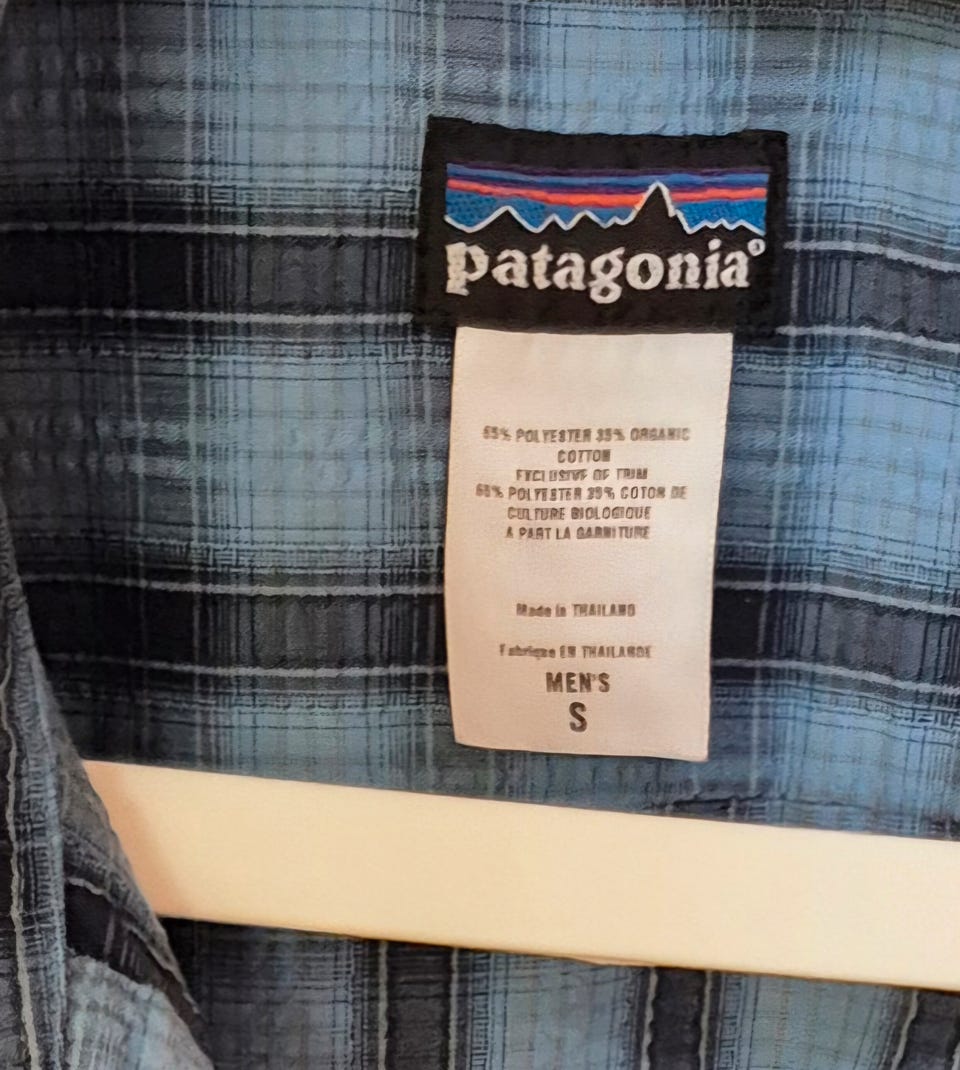 patagonia®
65% POLYESTER 35% ORGANIC
COTTON
EXCLUSIVE OF TRIM
65% POLYESTER 35% COTON DE
CULTURE BIOLOGIQUE
A PART LA GARNITURE
Made in THAILAND
Fabrique EN THAILANDE
MEN'S
S